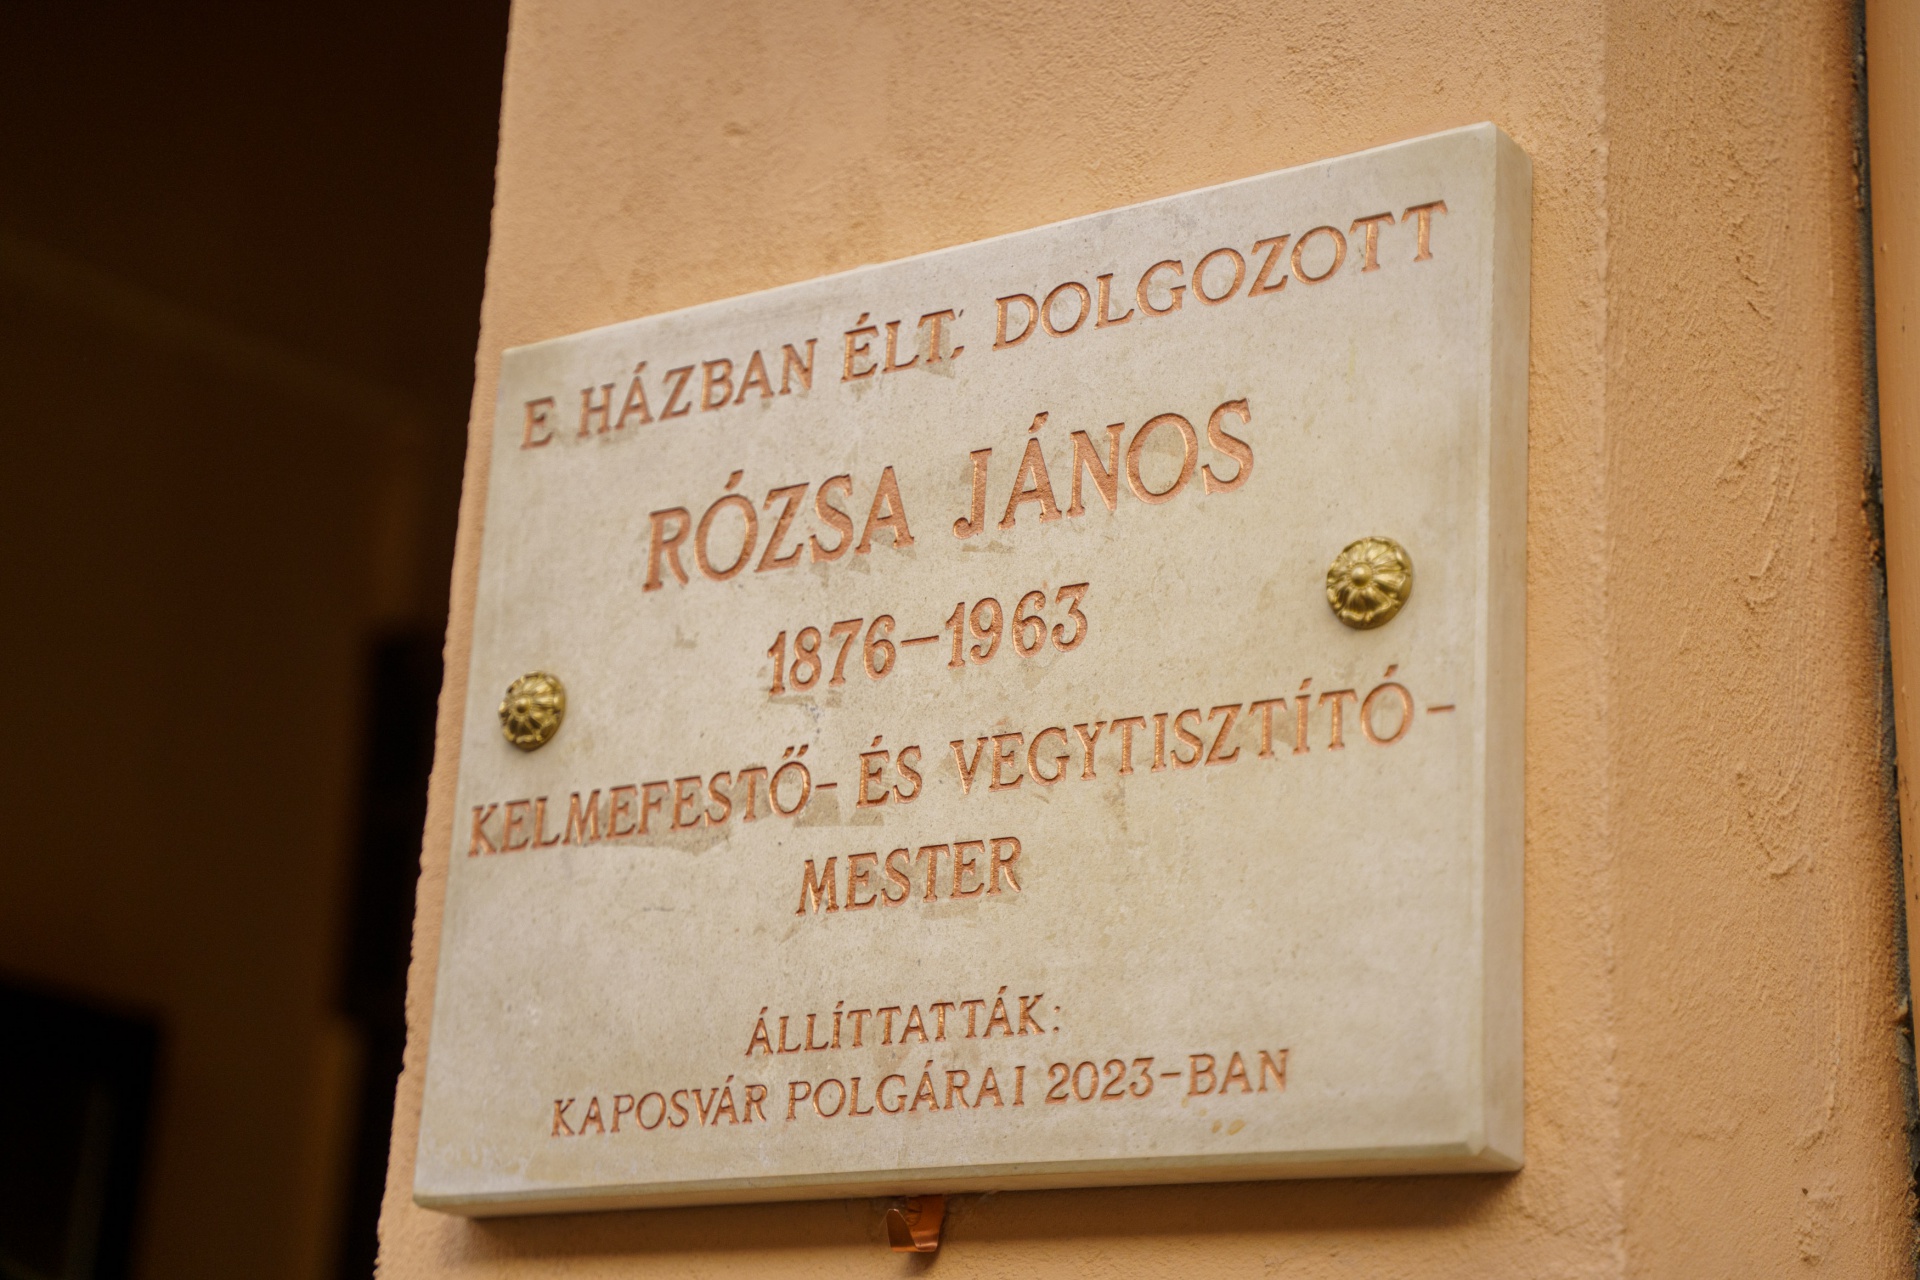 E HÁZBAN ÉLT, DOLGOZOTT
RÓZSA JÁNOS
1876–1963
KELMEFESTŐ- ÉS VEGYTISZTÍTÓ-
MESTER
ÁLLÍTTATTÁK:
KAPOSVÁR POLGÁRAI 2023-BAN